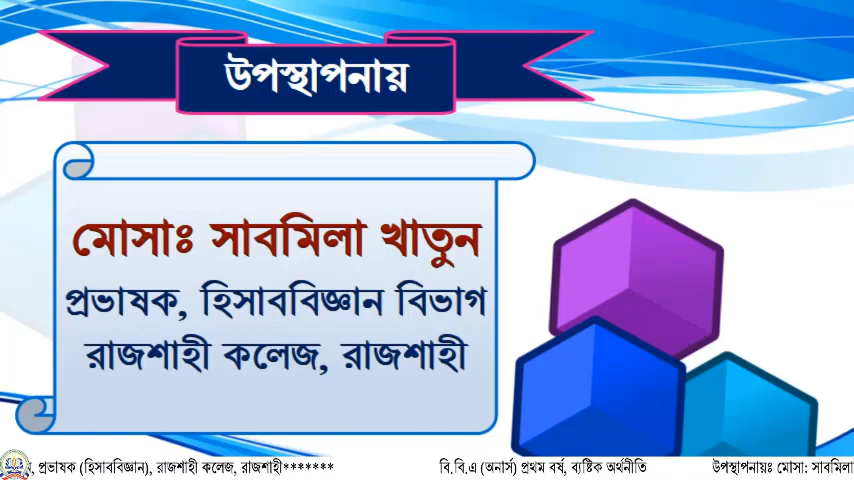 উপস্থাপনায়
মোসাঃ সাবমিলা খাতুন
প্রভাষক, হিসাববিজ্ঞান বিভাগ
রাজশাহী কলেজ, রাজশাহী
, প্রভাষক (হিসাববিজ্ঞান), রাজশাহী কলেজ, রাজশাহী******* বি.বি.এ (অনার্স) প্রথম বর্ষ, ব্যষ্টিক অর্থনীতি উপস্থাপনায়ঃ মোসা: সাবমিলা